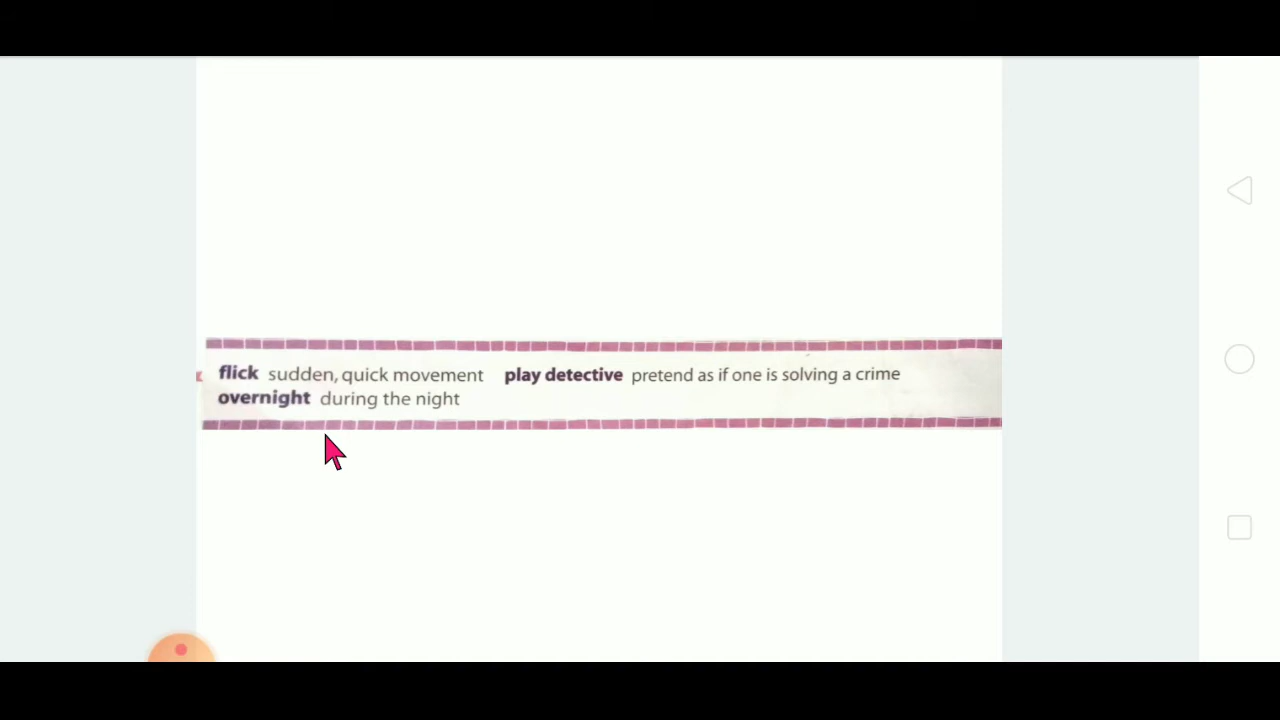 flick sudden, quick movement play detective pretend as if one is solving a crime
overnight during the night